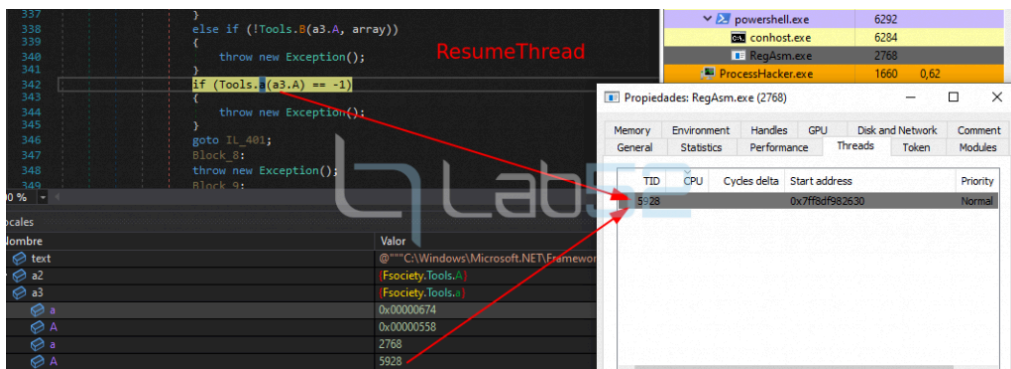 337 }
338 else if (!Tools.B(a3.A, array))
339 {
340 throw new Exception();
341 }
342 if (Tools.a(a3.A) == -1)
343 {
344 throw new Exception();
345 }
346 goto IL_401;
347 Block_8:
348 throw new Exception();
349 Block_9:
ResumeThread
00 %
ocales
Nombre Valor
text @"""C:\Windows\Microsoft.NET\Framewor
a2 {Fsociety.Tools.A}
a3 {Fsociety.Tools.a}
a 0x00000674
A 0x00000558
a 2768
A 5928
powershell.exe 6292
conhost.exe 6284
RegAsm.exe 2768
ProcessHacker.exe 1660 0,62
Propiedades: RegAsm.exe (2768)
Memory Environment Handles GPU Disk and Network Comment
General Statistics Performance Threads Token Modules
TID CPU Cycles delta Start address Priority
5928 0x7ff8df982630 Normal
Lab52